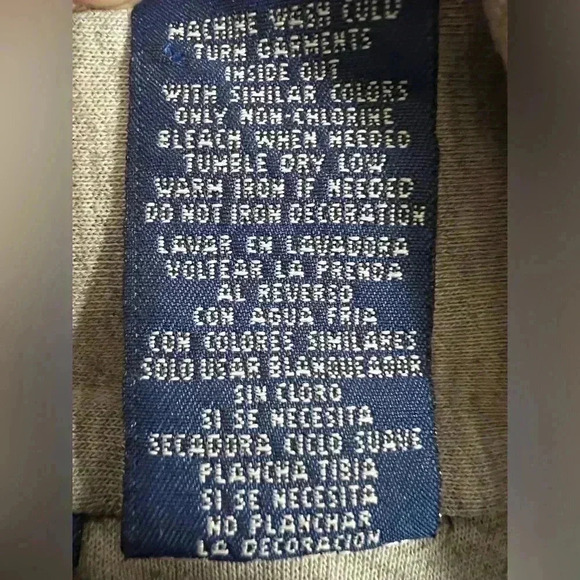 MACHINE WASH COLD
TURN GARMENTS
INSIDE OUT
WITH SIMILAR COLORS
ONLY NON-CHLORINE
BLEACH WHEN NEEDED
TUMBLE DRY LOW
WARM IRON IF NEEDED
DO NOT IRON DECORATION
LAVAR EN LAVADORA
VOLTEAR LA PRENDA
AL REVERSO
CON AGUA FRIA
CON COLORES SIMILARES
SOLO USAR BLANQUEADOR
SIN CLORO
SI SE NECESITA
SECADORA CICLO SUAVE
PLANCHA TIBIA
SI SE NECESITA
NO PLANCHAR
LA DECORACION